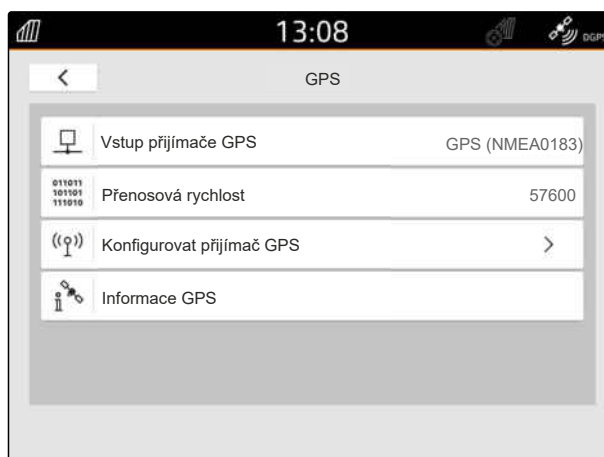 13:08
DGPS
GPS
Vstup přijímače GPS GPS (NMEA0183)
011011
101101
111010
Přenosová rychlost 57600
Konfigurovat přijímač GPS
Informace GPS